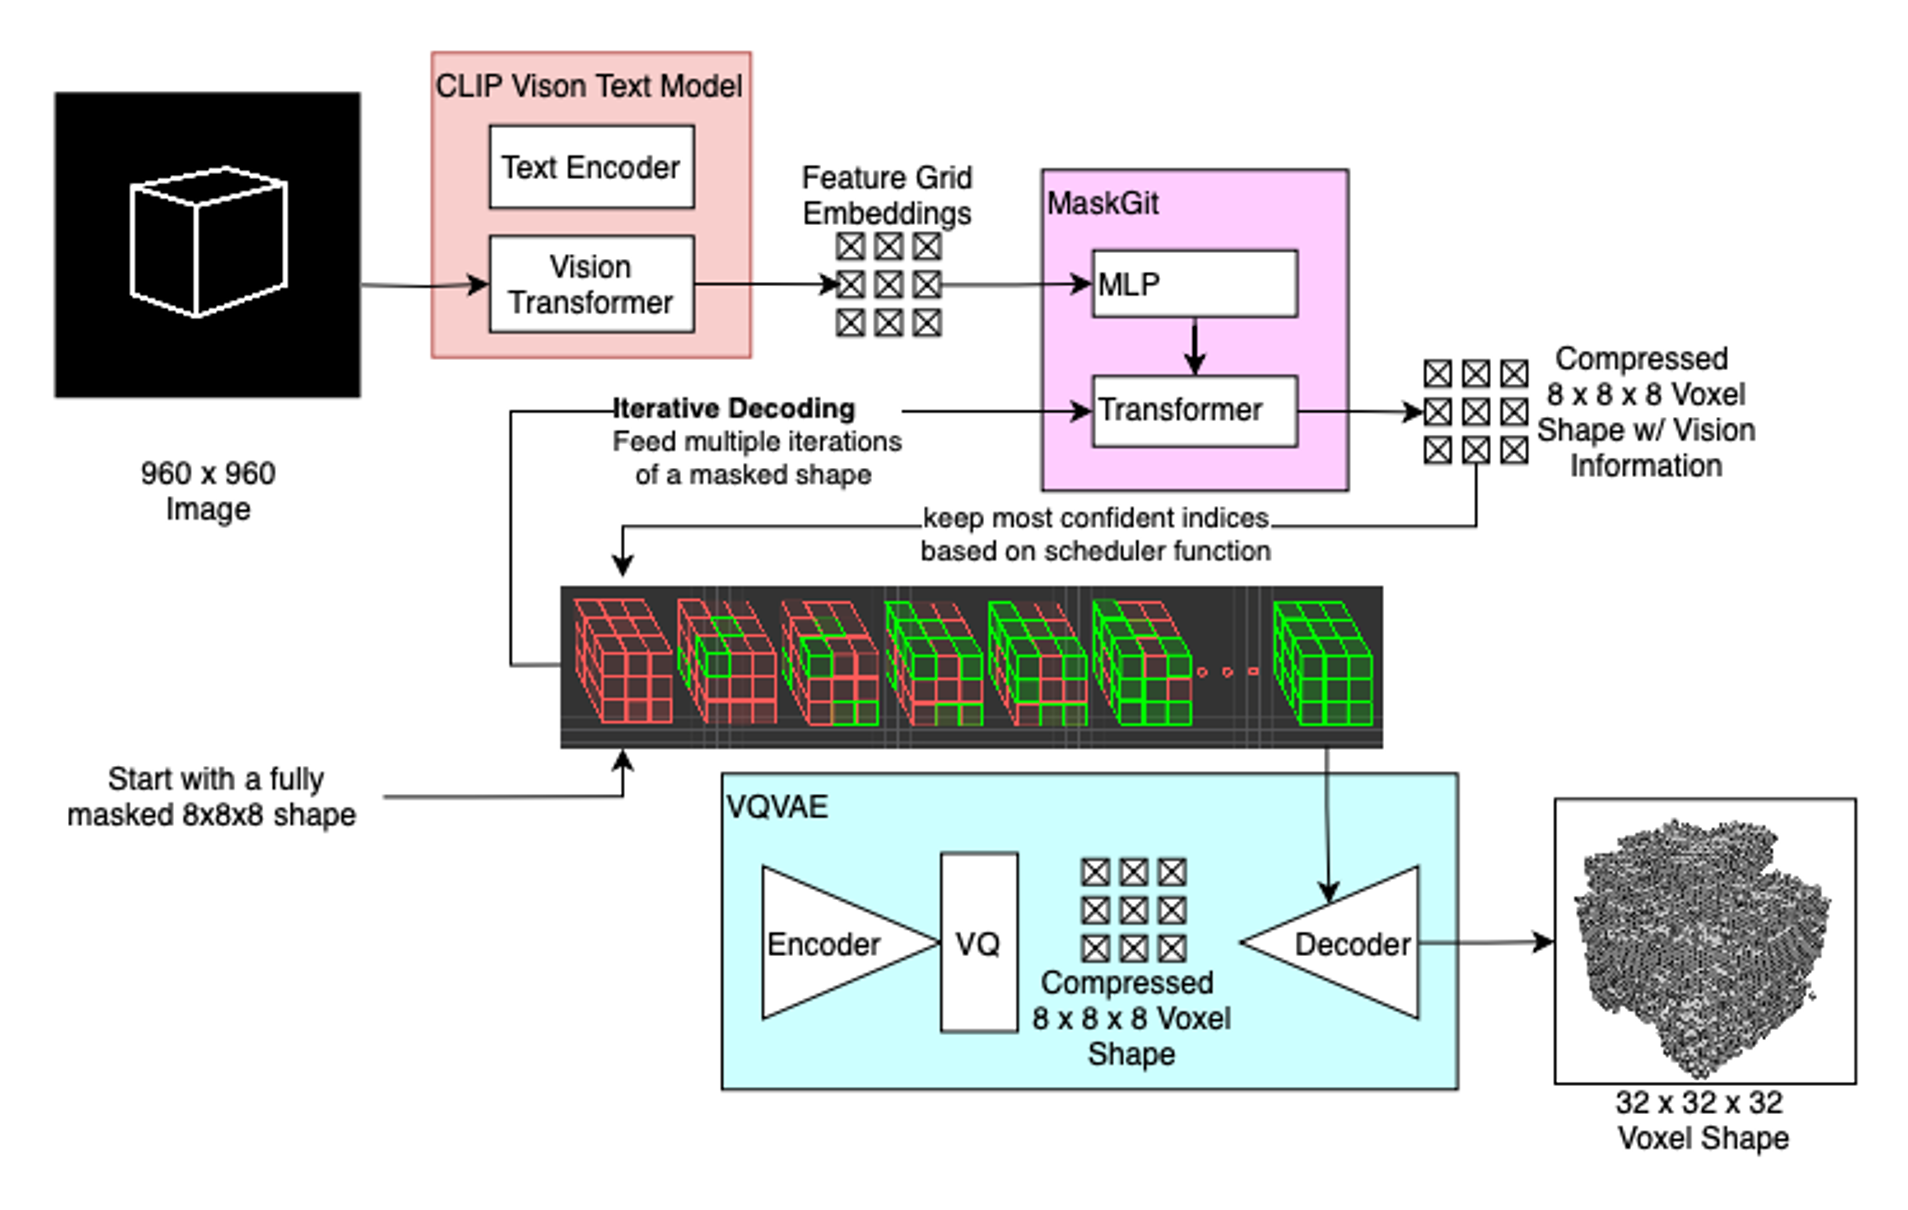 CLIP Vison Text Model
Text Encoder
Vision
Transformer
960 x 960
Image
Feature Grid
Embeddings
MaskGit
MLP
Transformer
Compressed
8 x 8 x 8 Voxel
Shape w/ Vision
Information
Iterative Decoding
Feed multiple iterations
of a masked shape
keep most confident indices
based on scheduler function
Start with a fully
masked 8x8x8 shape
VQVAE
Encoder
VQ
Compressed
8 x 8 x 8 Voxel
Shape
Decoder
32 x 32 x 32
Voxel Shape